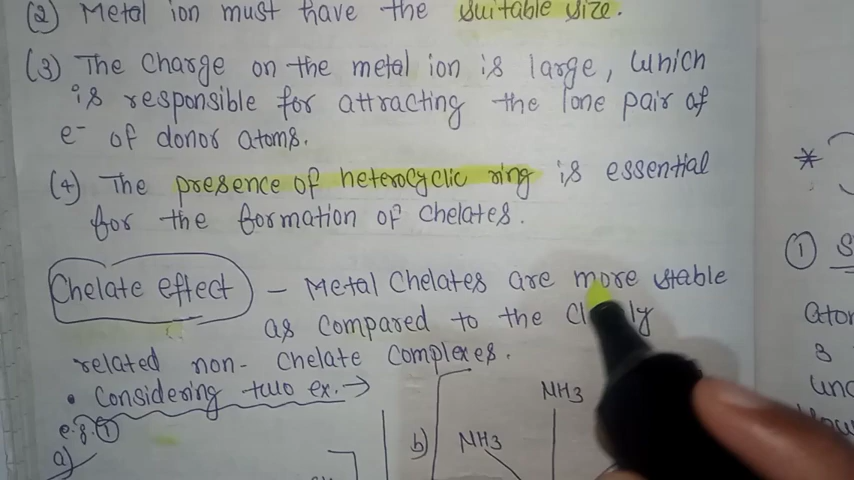 (2) Metal ion must have the suitable size.
(3) The charge on the metal ion is large, which
is responsible for attracting the lone pair of
e- of donor atoms.
(4) The presence of heterocyclic ring is essential
for the formation of chelates.
Chelate effect - Metal chelates are more stable
as compared to the
related non-chelate complexes.
• Considering two ex. →
e.g. ①
a)
b)
NH3
NH3
*
①
ator
3
unc